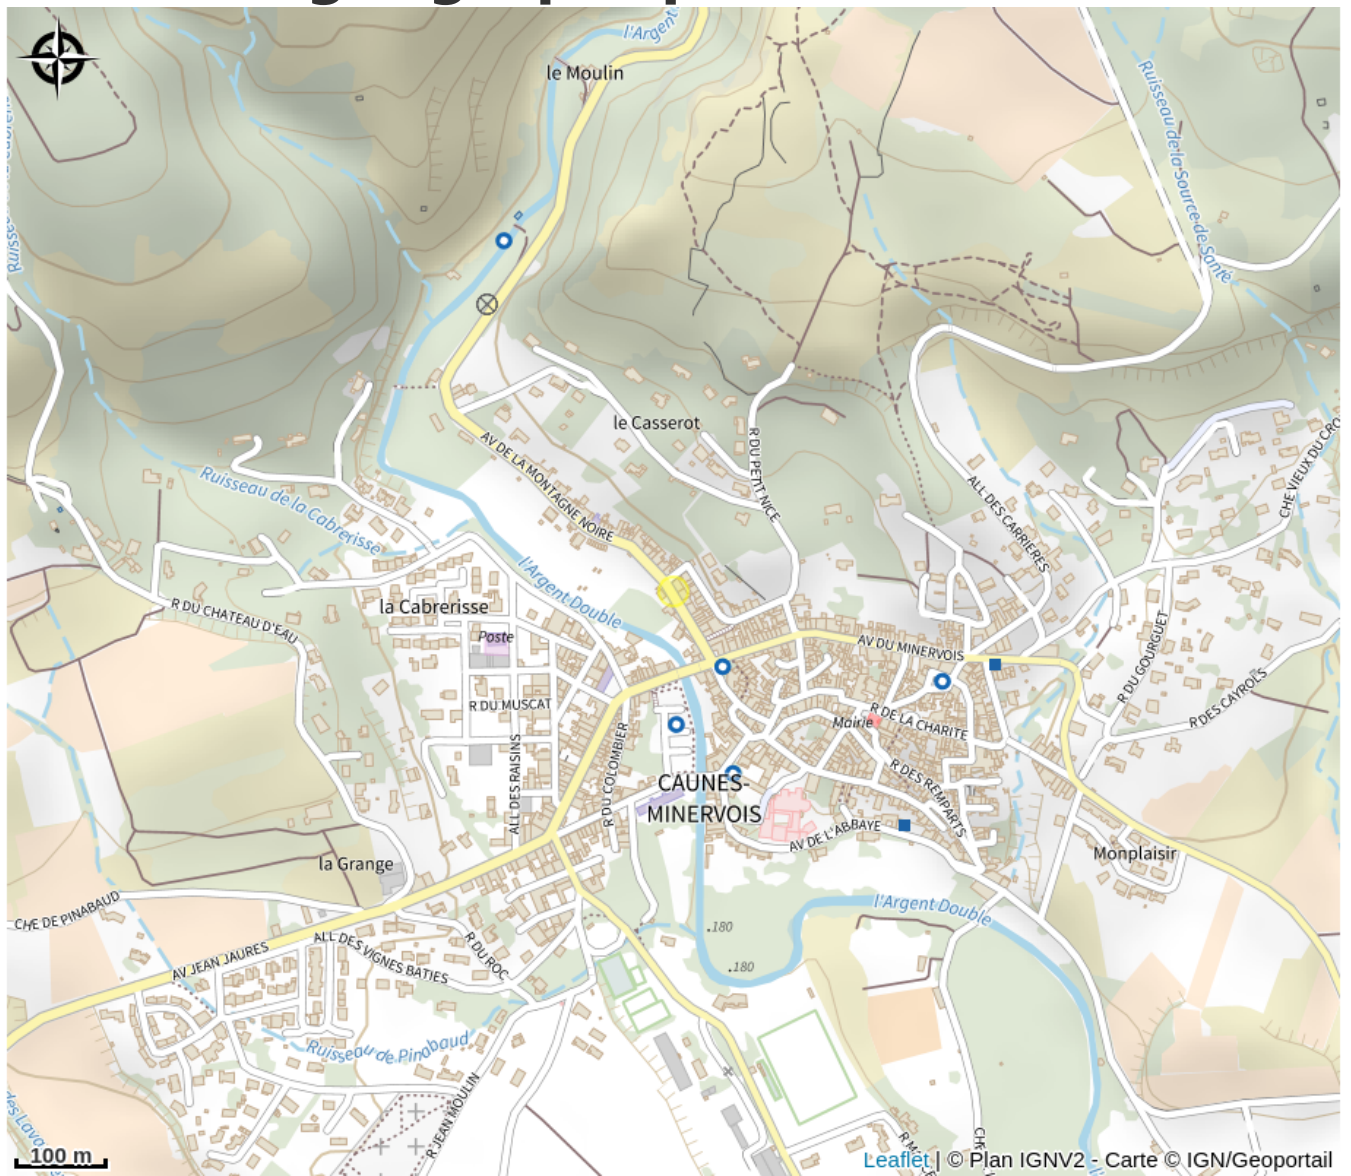 l'Argent
le Moulin
Ruisseau de la Source de Santé
le Casserot
R DU PETIT NICE
AV DE LA MONTAGNE NOIRE
ALL DES CARRIERES
CHE VIEUX DU CRO
Ruisseau de la Cabrerisse
l'Argent Double
R DU CHATEAU D'EAU
la Cabrerisse
Poste
AV DU MINERVOIS
R DU GOURGUET
R DES CAYROLS
R DU MUSCAT
Mairie
R DE LA CHARITE
ALL DES RAISINS
R DU COLOMBIER
R DES REMPARTS
CAUNES-
MINERVOIS
AV DE L'ABBAYE
Monplaisir
la Grange
CHE DE PINABAUD
l'Argent Double
.180
.180
AV JEAN JAURES
ALL DES VIGNES BATIES
R DU ROC
Ruisseau de Pinabaud
R JEAN MOULIN
100 m
Leaflet | © Plan IGNV2 - Carte © IGN/Geoportail